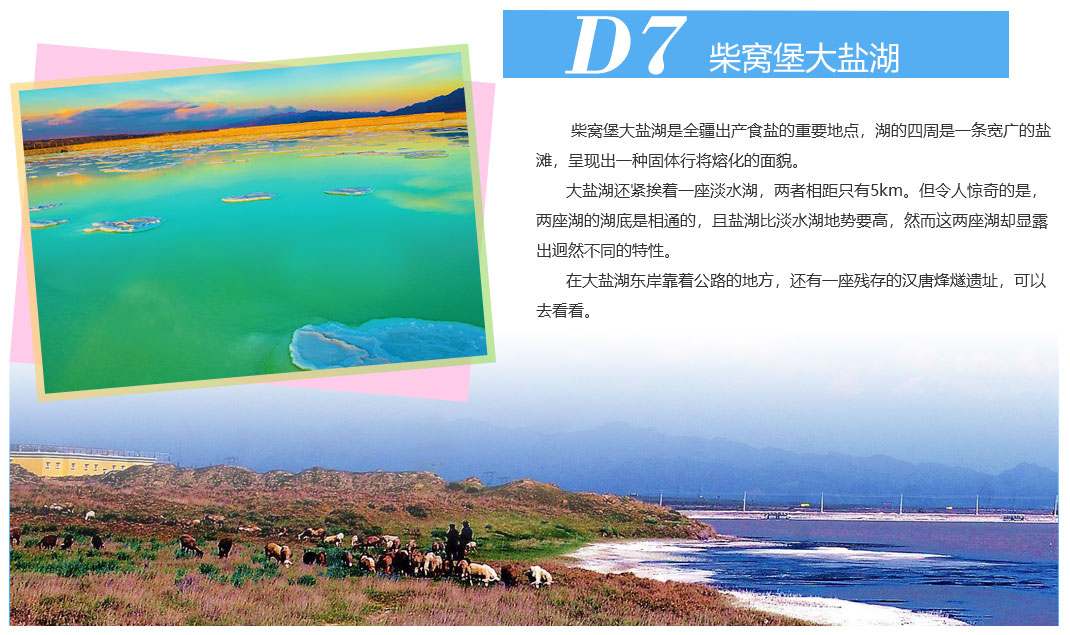 D7 柴窝堡大盐湖
柴窝堡大盐湖是全疆出产食盐的重要地点，湖的四周是一条宽广的盐
滩，呈现出一种固体行将熔化的面貌。
大盐湖还紧挨着一座淡水湖，两者相距只有5km。但令人惊奇的是，
两座湖的湖底是相通的，且盐湖比淡水湖地势要高，然而这两座湖却显露
出迥然不同的特性。
在大盐湖东岸靠着公路的地方，还有一座残存的汉唐烽燧遗址，可以
去看看。